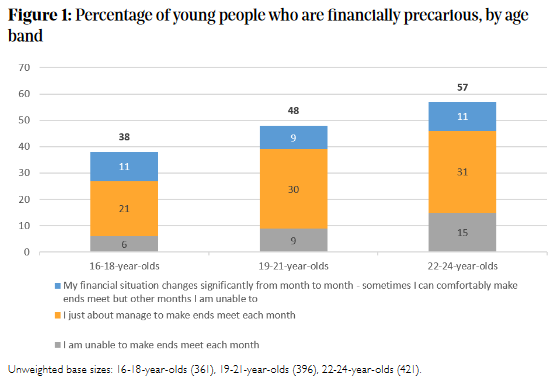 Figure 1: Percentage of young people who are financially precarious, by age
band
70
60
50
40
30
20
10
0
38
11
21
6
48
9
30
9
57
11
31
15
16-18-year-olds
19-21-year-olds
22-24-year-olds
My financial situation changes significantly from month to month - sometimes I can comfortably make
ends meet but other months I am unable to
I just about manage to make ends meet each month
I am unable to make ends meet each month
Unweighted base sizes: 16-18-year-olds (361), 19-21-year-olds (396), 22-24-year-olds (421).